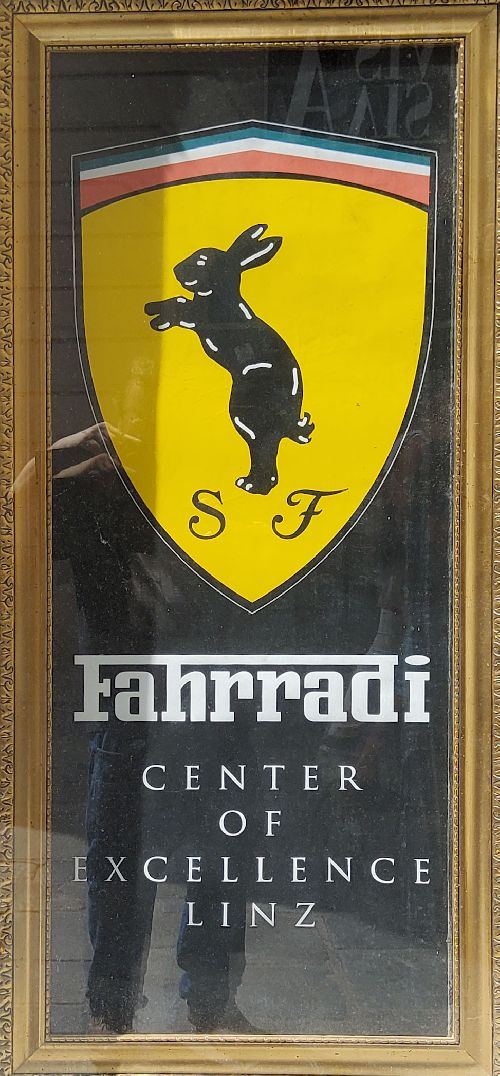 S F
Fahrradi
CENTER
OF
EXCELLENCE
LINZ